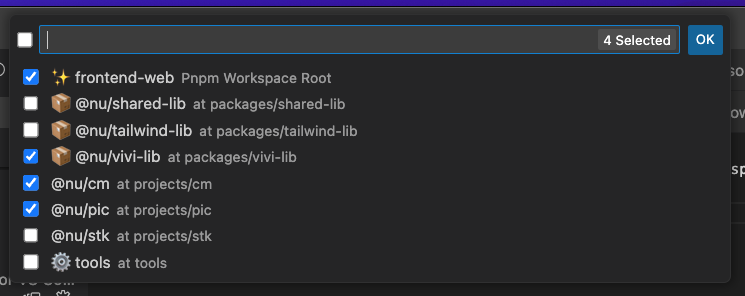 4 Selected OK
frontend-web Pnpm Workspace Root
@nu/shared-lib at packages/shared-lib
@nu/tailwind-lib at packages/tailwind-lib
@nu/vivi-lib at packages/vivi-lib
@nu/cm at projects/cm
@nu/pic at projects/pic
@nu/stk at projects/stk
tools at tools